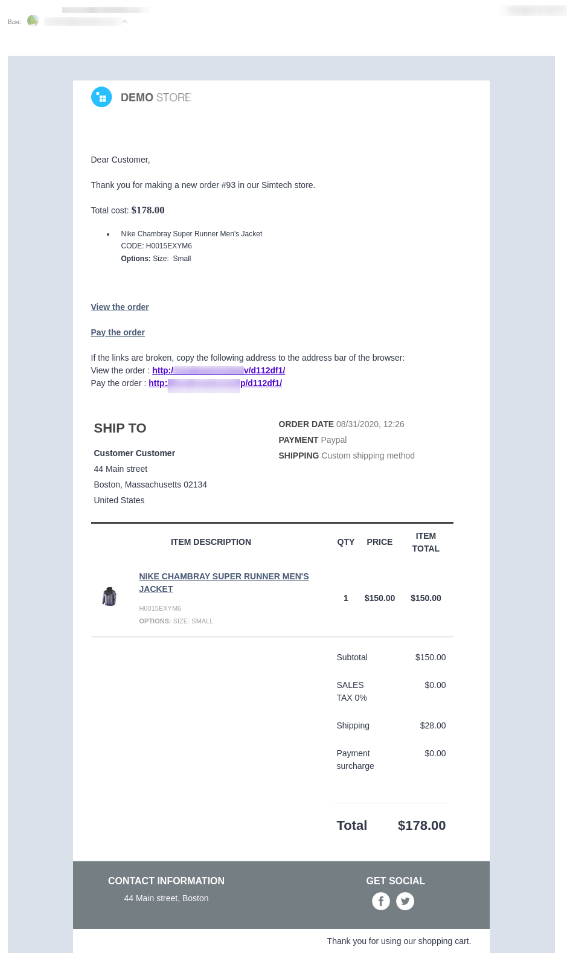 Вам:
DEMO STORE
Dear Customer,
Thank you for making a new order #93 in our Simtech store.
Total cost: $178.00
• Nike Chambray Super Runner Men's Jacket
CODE: H0015EXYM6
Options: Size: Small
View the order
Pay the order
If the links are broken, copy the following address to the address bar of the browser:
View the order : http:/ v/d112df1/
Pay the order : http: p/d112df1/
SHIP TO
Customer Customer
44 Main street
Boston, Massachusetts 02134
United States
ORDER DATE 08/31/2020, 12:26
PAYMENT Paypal
SHIPPING Custom shipping method
ITEM DESCRIPTION QTY PRICE ITEM
TOTAL
NIKE CHAMBRAY SUPER RUNNER MEN'S
JACKET
H0015EXYM6
OPTIONS: SIZE: SMALL
1 $150.00 $150.00
Subtotal $150.00
SALES $0.00
TAX 0%
Shipping $28.00
Payment $0.00
surcharge
Total $178.00
CONTACT INFORMATION
44 Main street, Boston
GET SOCIAL
Thank you for using our shopping cart.